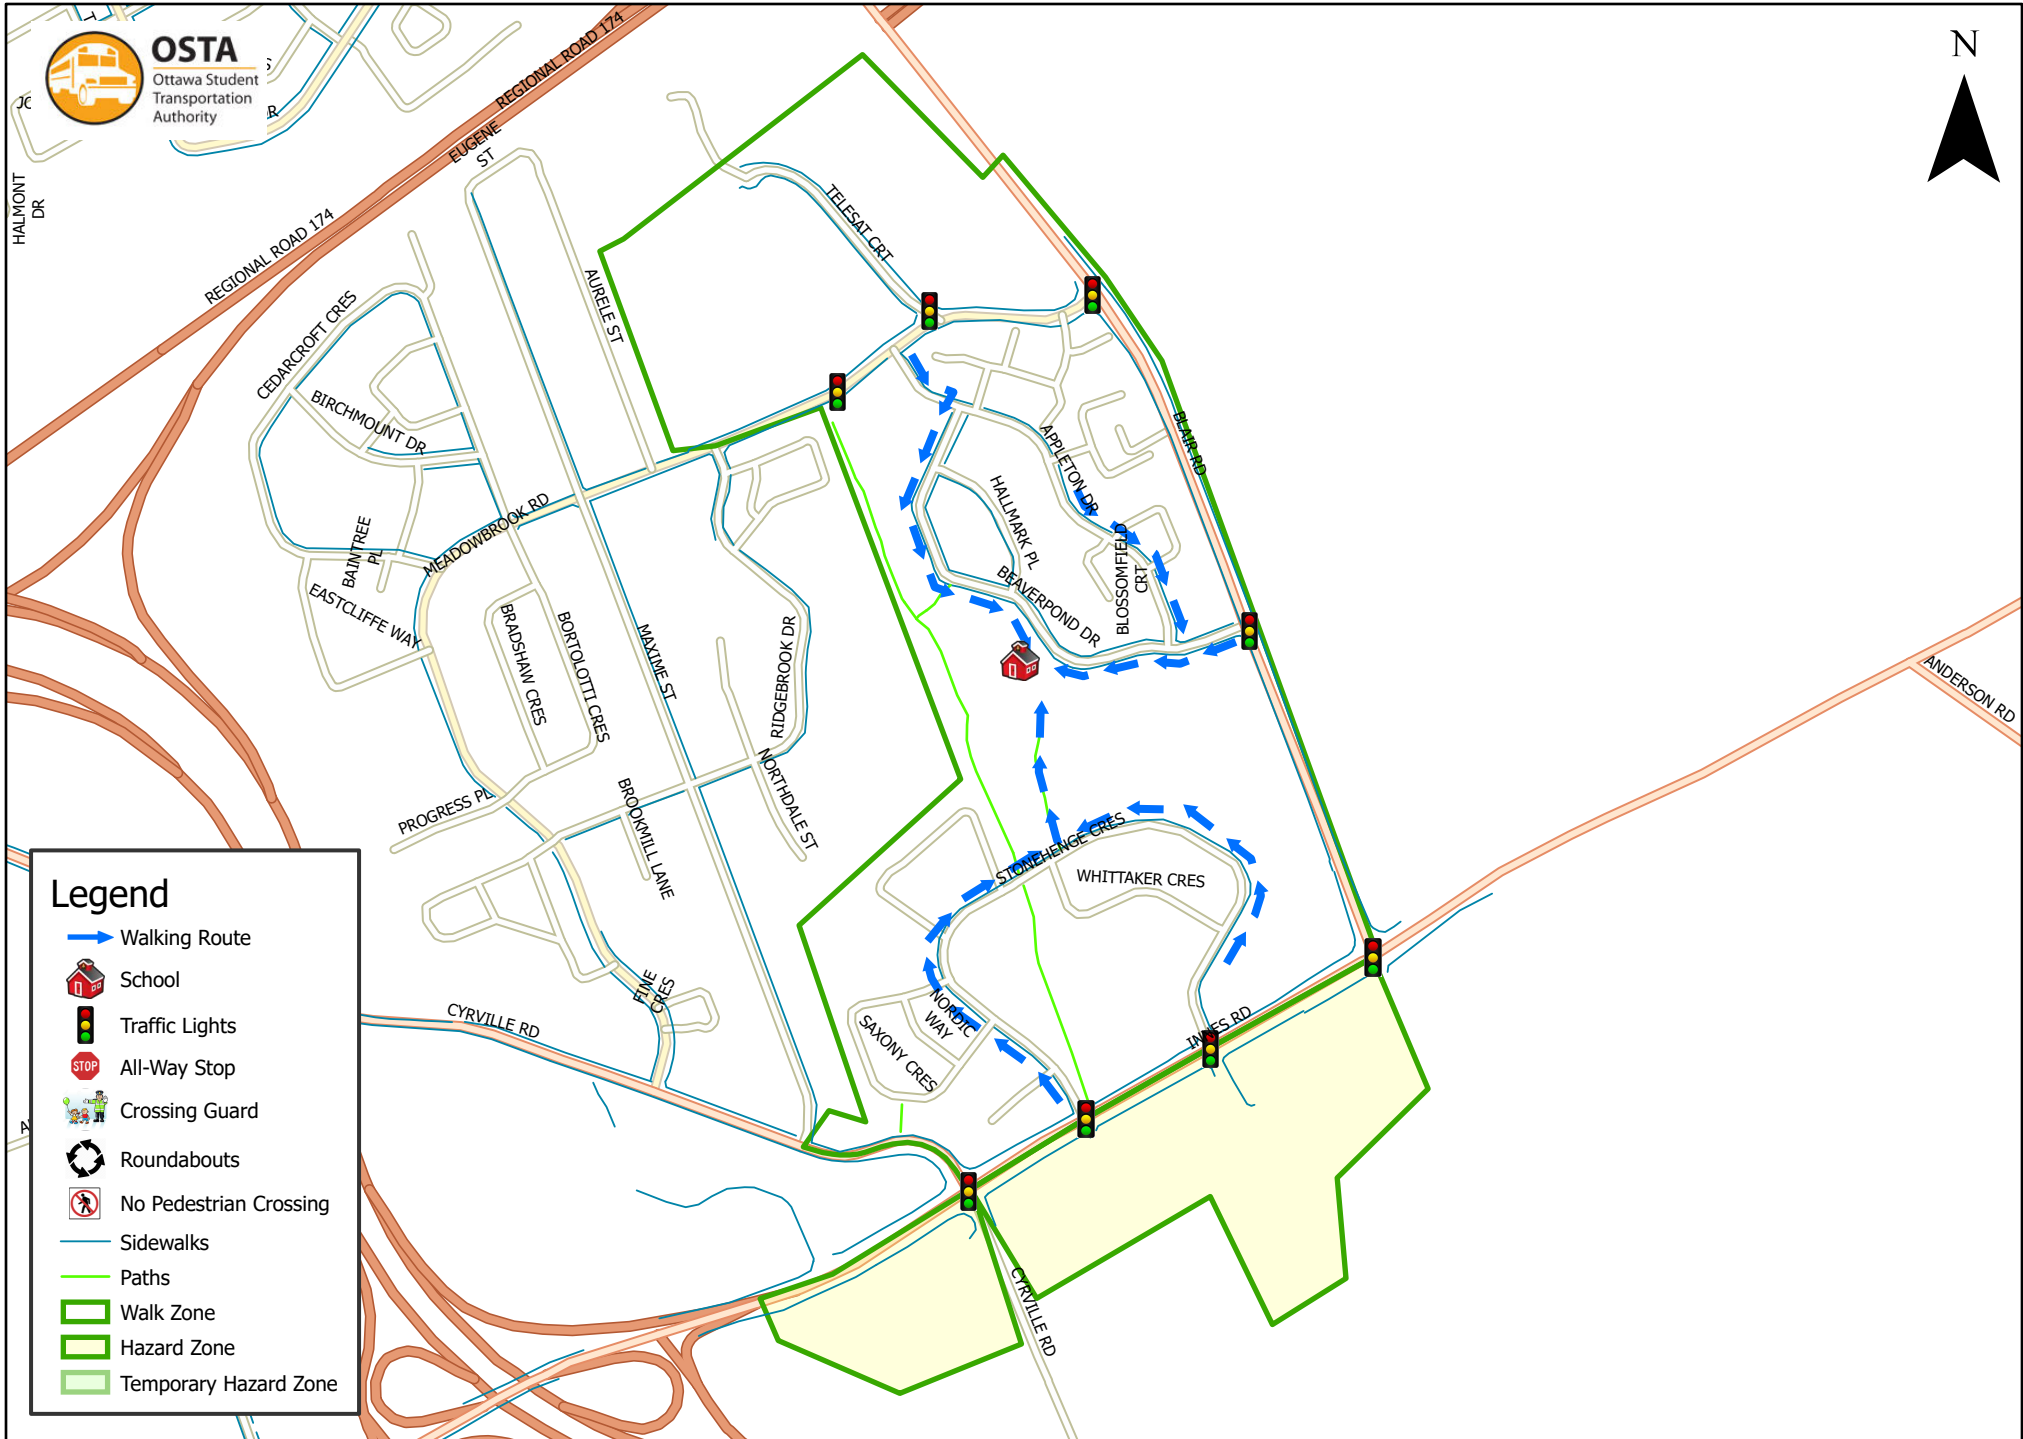 OSTA
Ottawa Student
Transportation
Authority
N
REGIONAL ROAD 174
EUGENE
ST
HALMONT
DR
REGIONAL ROAD 174
TELESAT CRT
AURELE ST
CEDARCROFT CRES
BIRCHMOUNT DR
BLAIR RD
APPLETON DR
HALLMARK PL
MEADOWBROOK RD
BAINTREE
PL
BLOSSOMFIELD
CRT
BEAVERPOND DR
EASTCLIFFE WAY
BRADSHAW CRES
BORTOLOTTI CRES
MAXIME ST
RIDGEBROOK DR
ANDERSON RD
NORTHDALE ST
PROGRESS PL
BROOKMILL LANE
STONEHENGE CRES
WHITTAKER CRES
FINE
CRES
NORDIC
WAY
SAXONY CRES
INNES RD
CYRVILLE RD
CYRVILLE RD
Legend
Walking Route
School
Traffic Lights
STOP
All-Way Stop
Crossing Guard
Roundabouts
No Pedestrian Crossing
Sidewalks
Paths
Walk Zone
Hazard Zone
Temporary Hazard Zone